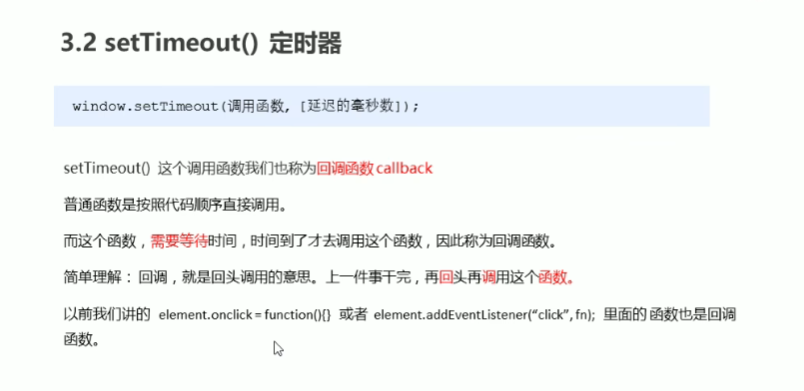 3.2 setTimeout() 定时器
window.setTimeout(调用函数, [延迟的毫秒数]);
setTimeout() 这个调用函数我们也称为回调函数 callback
普通函数是按照代码顺序直接调用。
而这个函数，需要等待时间，时间到了才去调用这个函数，因此称为回调函数。
简单理解： 回调，就是回头调用的意思。上一件事干完，再回头再调用这个函数。
以前我们讲的 element.onclick = function(){} 或者 element.addEventListener(“click”, fn); 里面的 函数也是回调
函数。